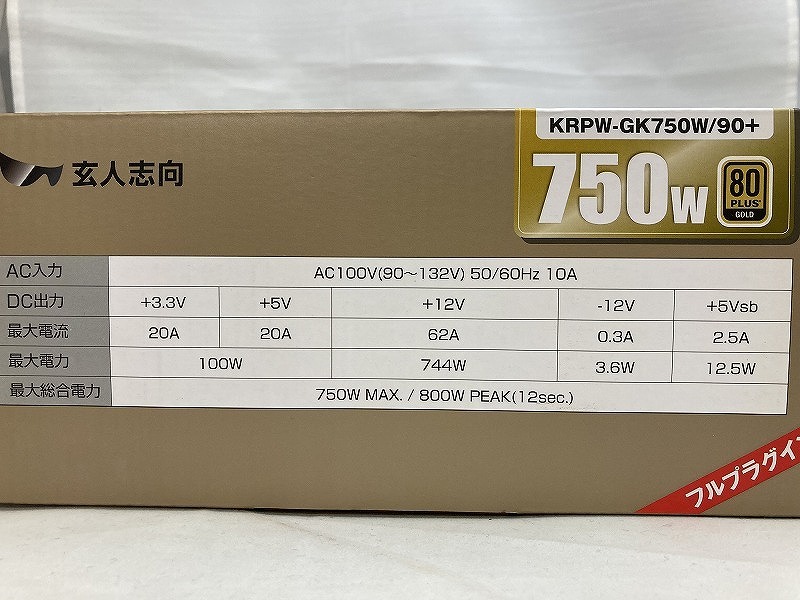 KRPW-GK750W/90+
玄人志向
750W
80
PLUS
GOLD
AC入力 AC100V(90〜132V) 50/60Hz 10A
DC出力 +3.3V +5V +12V -12V +5Vsb
最大電流 20A 20A 62A 0.3A 2.5A
最大電力 100W 744W 3.6W 12.5W
最大総合電力 750W MAX. / 800W PEAK(12sec.)
フルプラグイ